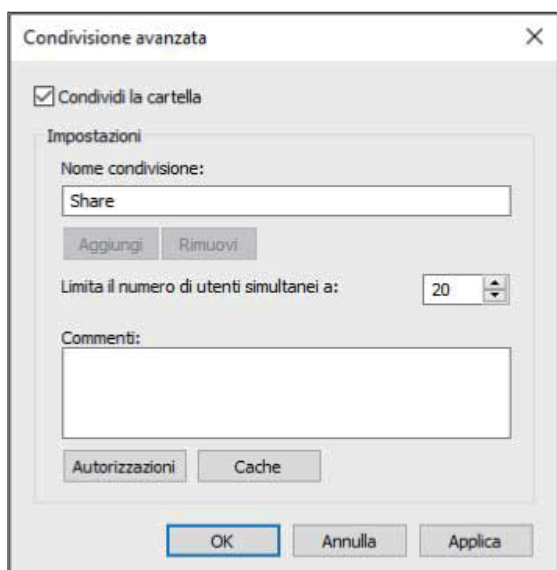 Condivisione avanzata
Condividi la cartella
Impostazioni
Nome condivisione:
Share
Aggiungi Rimuovi
Limita il numero di utenti simultanei a: 20
Commenti:
Autorizzazioni Cache
OK Annulla Applica